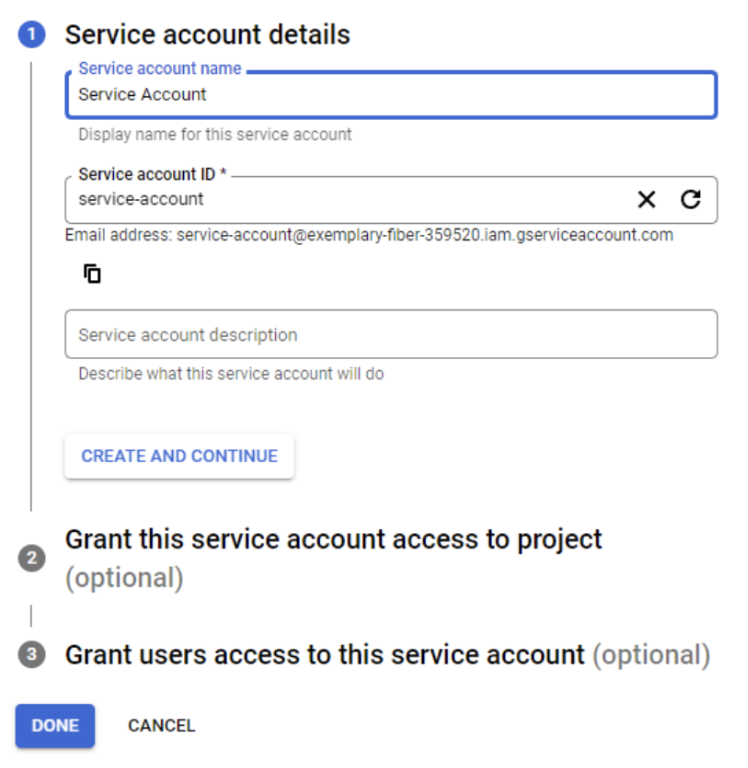 1 Service account details
Service account name
Service Account
Display name for this service account
Service account ID *
service-account
Email address: service-account@exemplary-fiber-359520.iam.gserviceaccount.com
Service account description
Describe what this service account will do
CREATE AND CONTINUE
2 Grant this service account access to project
(optional)
3 Grant users access to this service account (optional)
DONE CANCEL